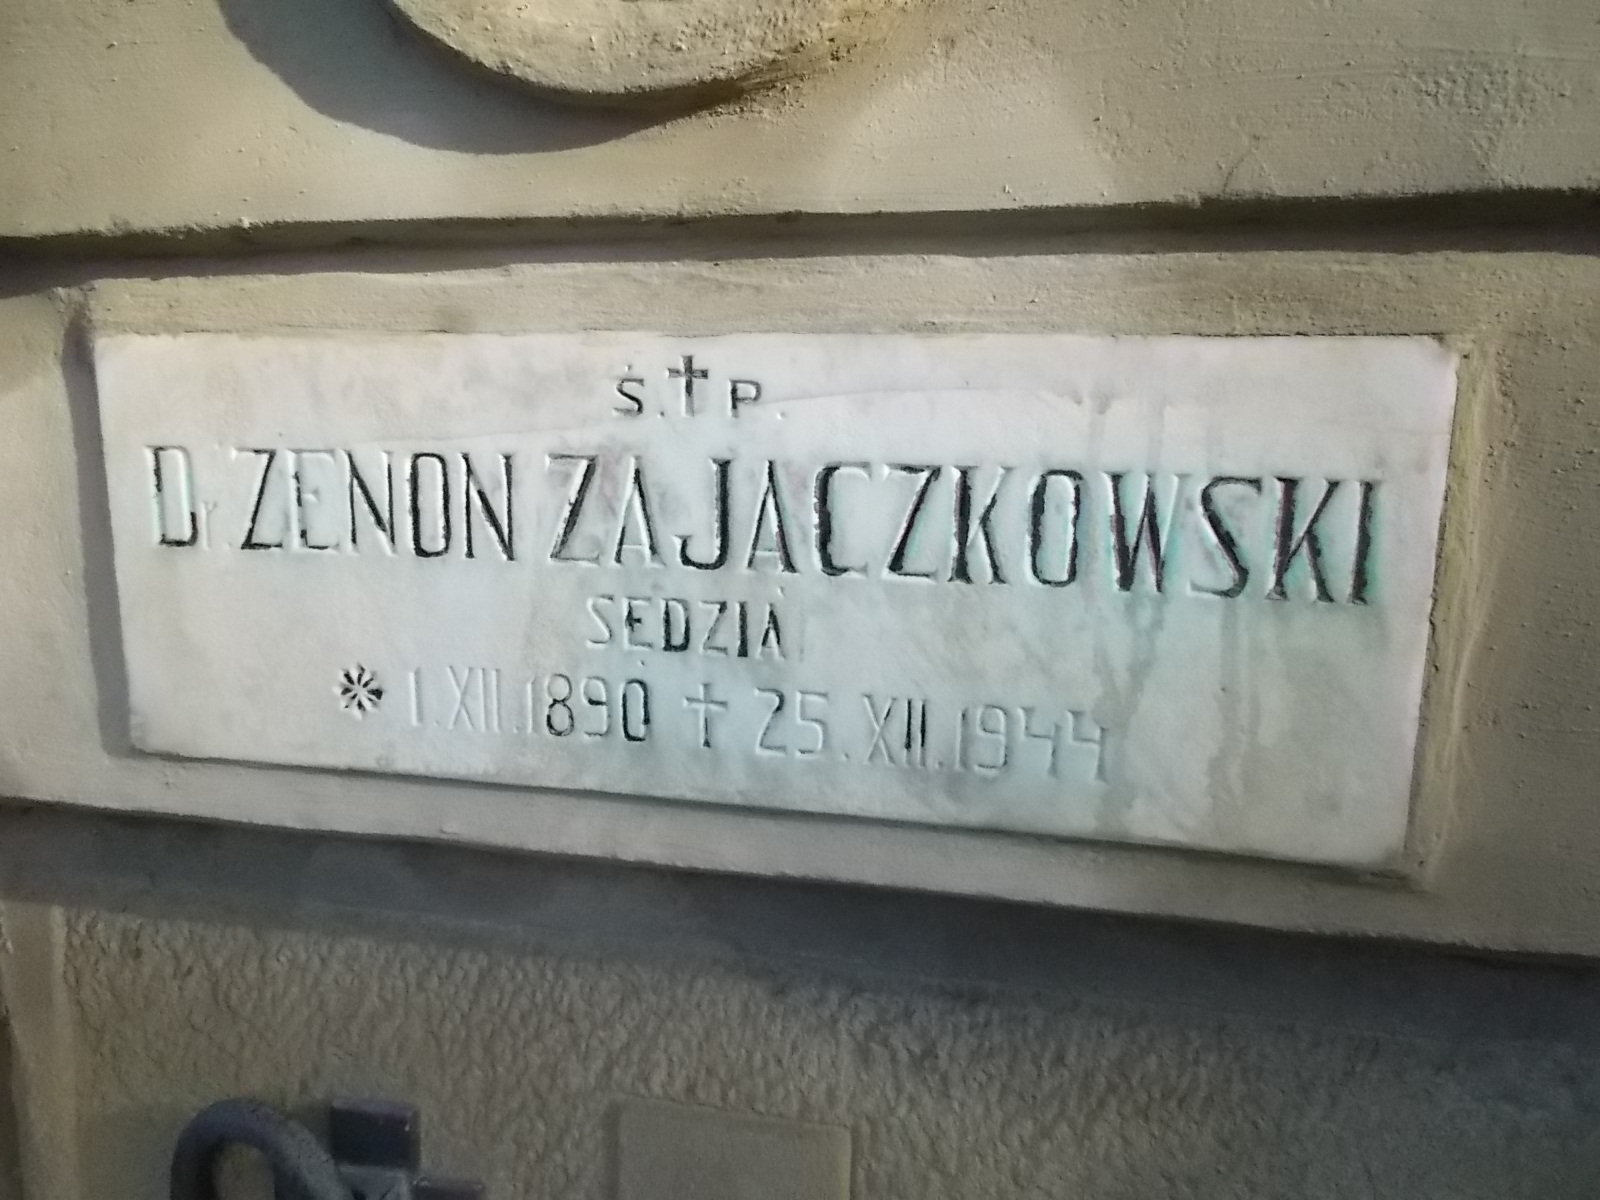 Ś.✝P.
Dr ZENON ZAJĄCZKOWSKI
SĘDZIA
* 1.XII.1890 ✝ 25.XII.1944